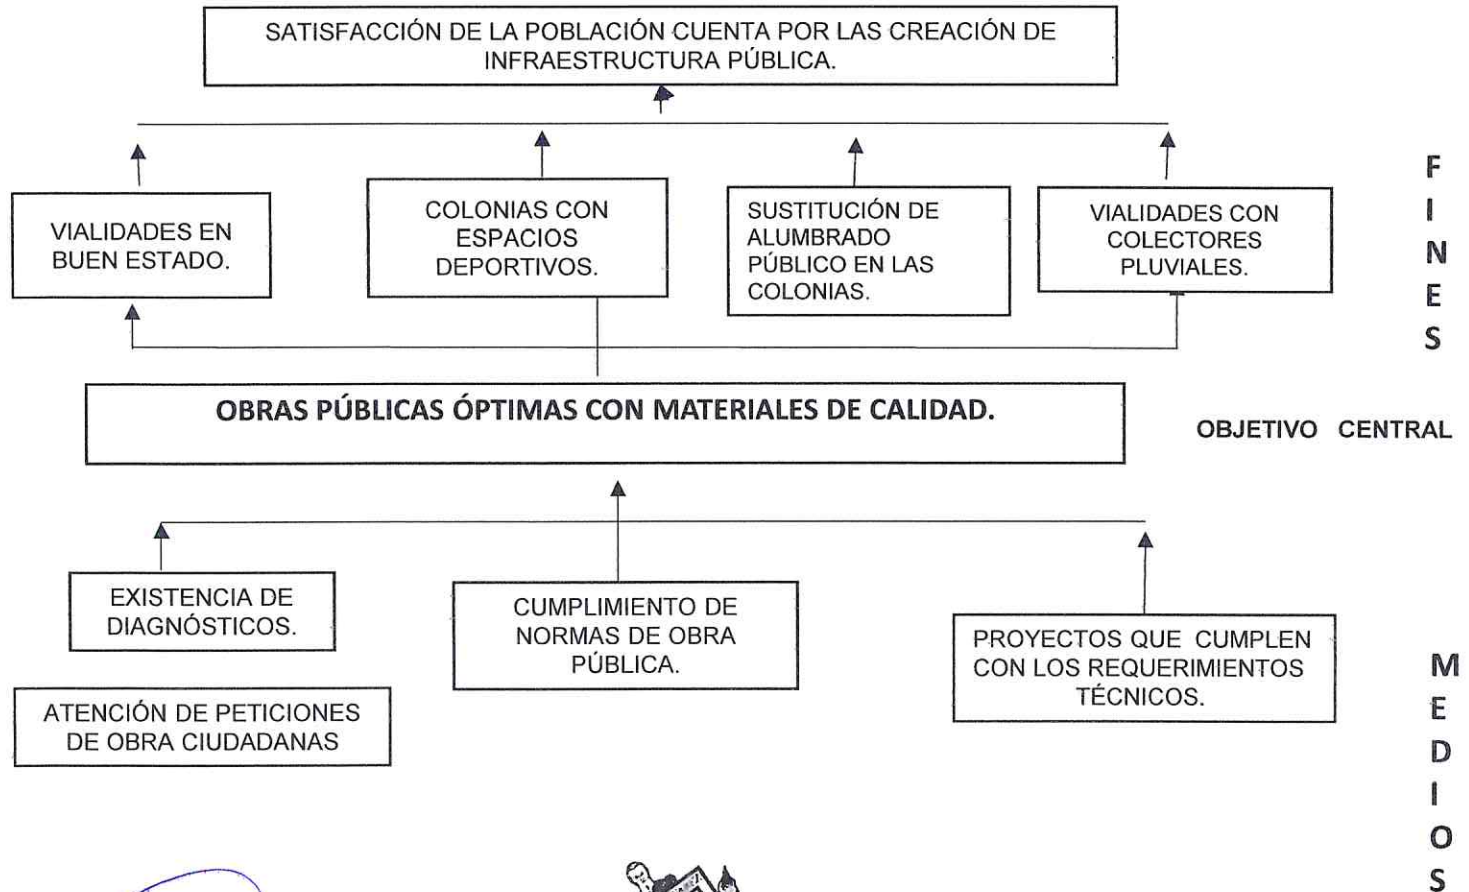 SATISFACCIÓN DE LA POBLACIÓN CUENTA POR LAS CREACIÓN DE
INFRAESTRUCTURA PÚBLICA.
VIALIDADES EN
BUEN ESTADO.
COLONIAS CON
ESPACIOS
DEPORTIVOS.
SUSTITUCIÓN DE
ALUMBRADO
PÚBLICO EN LAS
COLONIAS.
VIALIDADES CON
COLECTORES
PLUVIALES.
F
I
N
E
S
OBRAS PÚBLICAS ÓPTIMAS CON MATERIALES DE CALIDAD.
OBJETIVO CENTRAL
EXISTENCIA DE
DIAGNÓSTICOS.
CUMPLIMIENTO DE
NORMAS DE OBRA
PÚBLICA.
PROYECTOS QUE CUMPLEN
CON LOS REQUERIMIENTOS
TÉCNICOS.
ATENCIÓN DE PETICIONES
DE OBRA CIUDADANAS
M
E
D
I
O
S